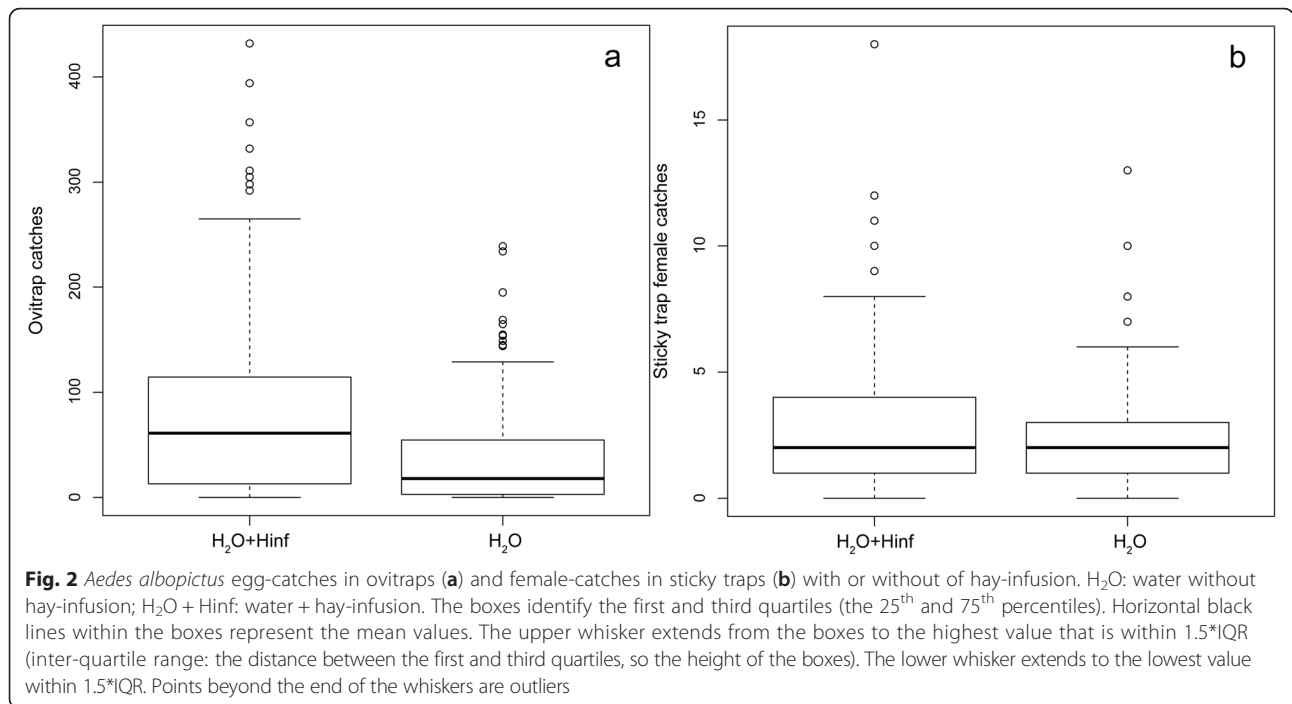 a
400
300
200
100
0
Ovitrap catches
H₂O+Hinf
H₂O
b
15
10
5
0
Sticky trap female catches
H₂O+Hinf
H₂O
Fig. 2 Aedes albopictus egg-catches in ovitraps (a) and female-catches in sticky traps (b) with or without of hay-infusion. H₂O: water without
hay-infusion; H₂O + Hinf: water + hay-infusion. The boxes identify the first and third quartiles (the 25th and 75th percentiles). Horizontal black
lines within the boxes represent the mean values. The upper whisker extends from the boxes to the highest value that is within 1.5*IQR
(inter-quartile range: the distance between the first and third quartiles, so the height of the boxes). The lower whisker extends to the lowest value
within 1.5*IQR. Points beyond the end of the whiskers are outliers